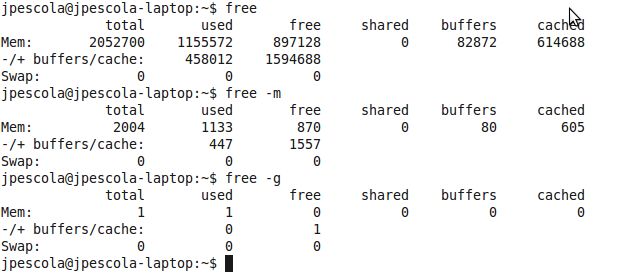 jpescola@jpescola-laptop:~$ free
             total       used       free     shared    buffers     cached
Mem:       2052700    1155572     897128          0      82872     614688
-/+ buffers/cache:     458012    1594688
Swap:            0          0          0
jpescola@jpescola-laptop:~$ free -m
             total       used       free     shared    buffers     cached
Mem:          2004       1133        870          0         80        605
-/+ buffers/cache:        447       1557
Swap:            0          0          0
jpescola@jpescola-laptop:~$ free -g
             total       used       free     shared    buffers     cached
Mem:             1          1          0          0          0          0
-/+ buffers/cache:          0          1
Swap:            0          0          0
jpescola@jpescola-laptop:~$